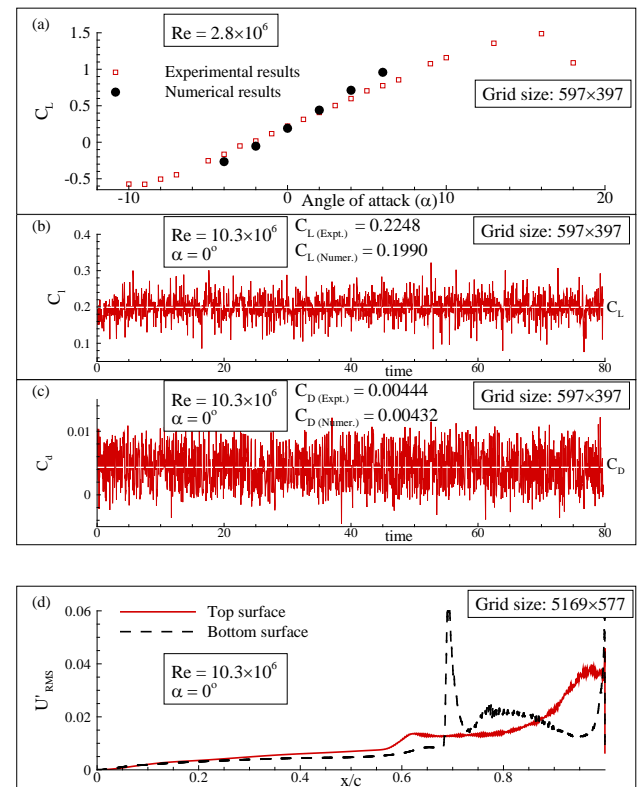 (a)
Re = 2.8×10⁶
Experimental results
Numerical results
Grid size: 597×397
C_L
1.5
1
0.5
0
-0.5
-10
0
10
20
Angle of attack (α)
(b)
Re = 10.3×10⁶
α = 0°
C_L (Expt.) = 0.2248
C_L (Numer.) = 0.1990
Grid size: 597×397
C_l
0.4
0.3
0.2
0.1
C_L
0
20
40
60
80
time
(c)
Re = 10.3×10⁶
α = 0°
C_D (Expt.) = 0.00444
C_D (Numer.) = 0.00432
Grid size: 597×397
C_d
0.01
0
C_D
0
20
40
60
80
time
(d)
Top surface
Bottom surface
Grid size: 5169×577
Re = 10.3×10⁶
α = 0°
U'_RMS
0.06
0.04
0.02
0
0
0.2
0.4
0.6
0.8
x/c